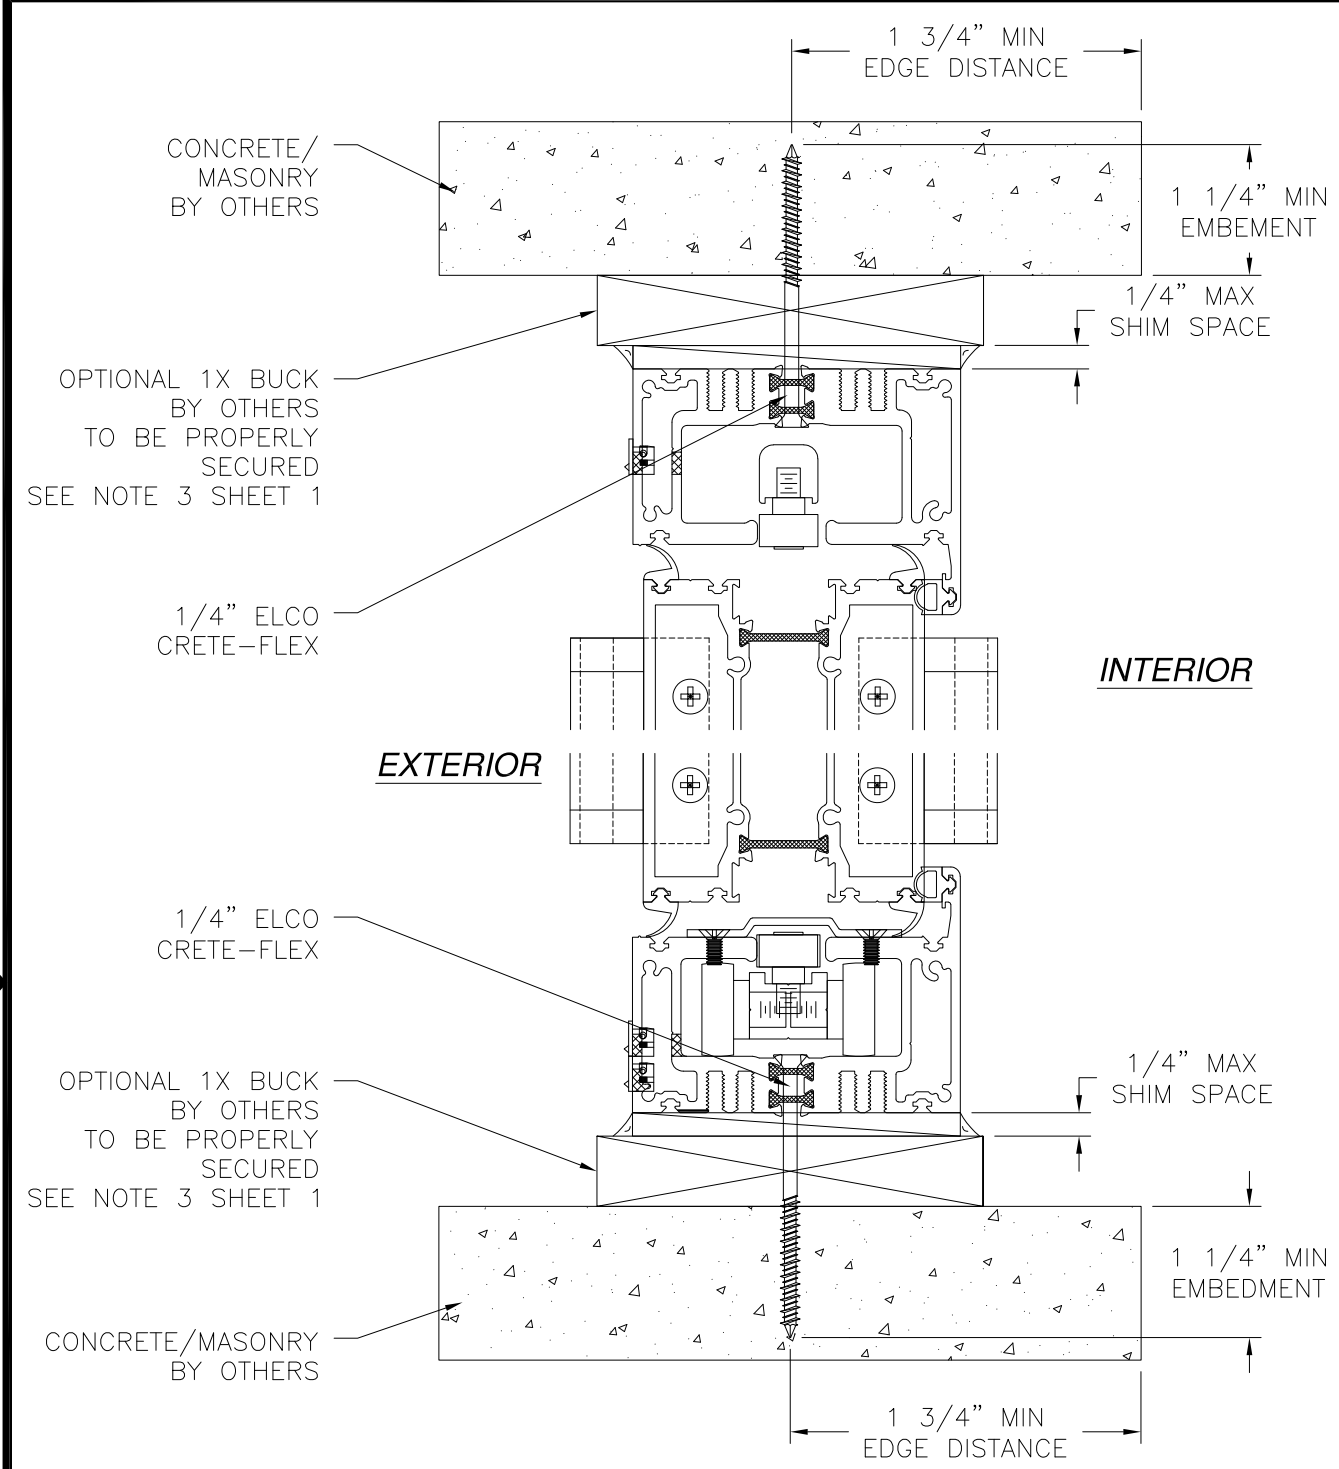 1 3/4” MIN
EDGE DISTANCE
CONCRETE/
MASONRY
BY OTHERS
1 1/4” MIN
EMBEMENT
1/4” MAX
SHIM SPACE
OPTIONAL 1X BUCK
BY OTHERS
TO BE PROPERLY
SECURED
SEE NOTE 3 SHEET 1
1/4” ELCO
CRETE-FLEX
INTERIOR
EXTERIOR
1/4” ELCO
CRETE-FLEX
OPTIONAL 1X BUCK
BY OTHERS
TO BE PROPERLY
SECURED
SEE NOTE 3 SHEET 1
1/4” MAX
SHIM SPACE
1 1/4” MIN
EMBEDMENT
CONCRETE/MASONRY
BY OTHERS
1 3/4” MIN
EDGE DISTANCE